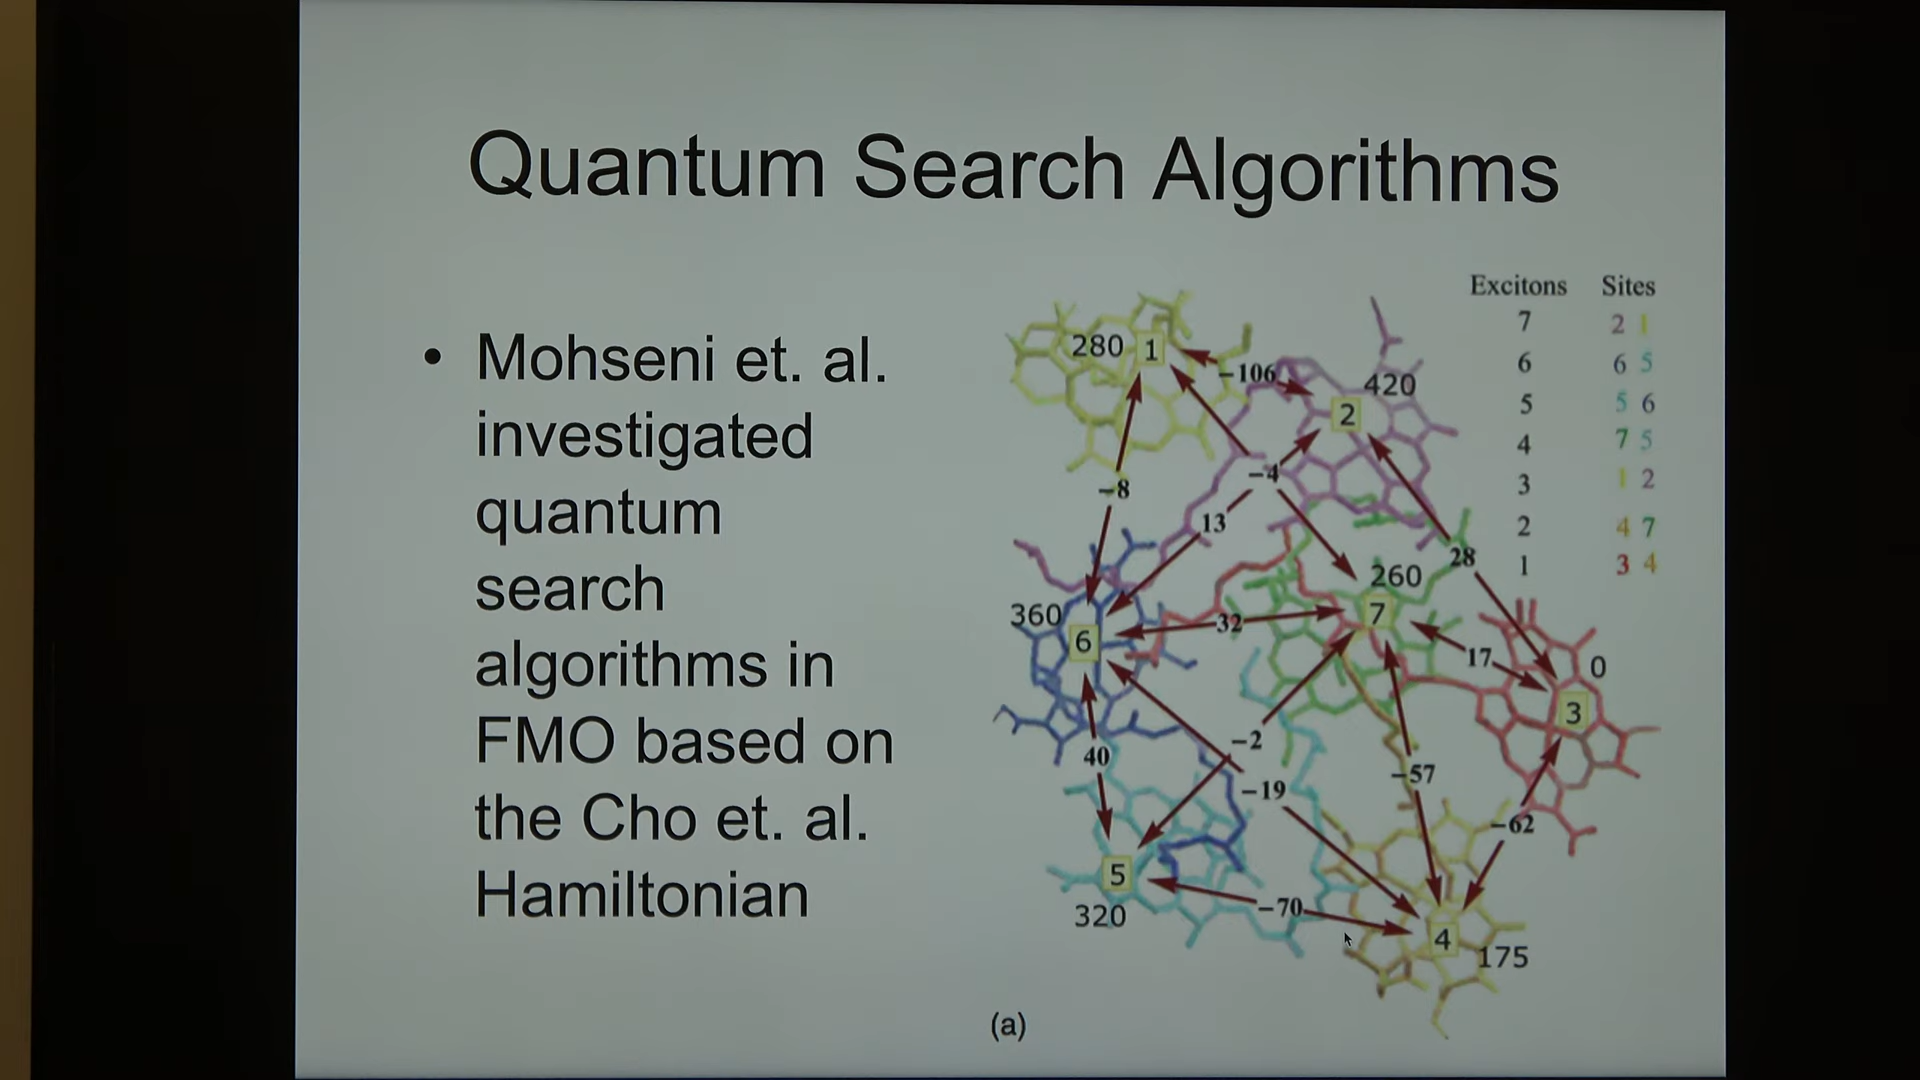 Quantum Search Algorithms
• Mohseni et. al.
investigated
quantum
search
algorithms in
FMO based on
the Cho et. al.
Hamiltonian
Excitons Sites
7 2 1
6 6 5
5 5 6
4 7 5
3 1 2
2 4 7
1 3 4
280 1
-106
420
2
-8
-4
13
28
260
360
7
32
6
17
0
3
40
-2
-57
-19
-62
5
320
-70
4
175
(a)